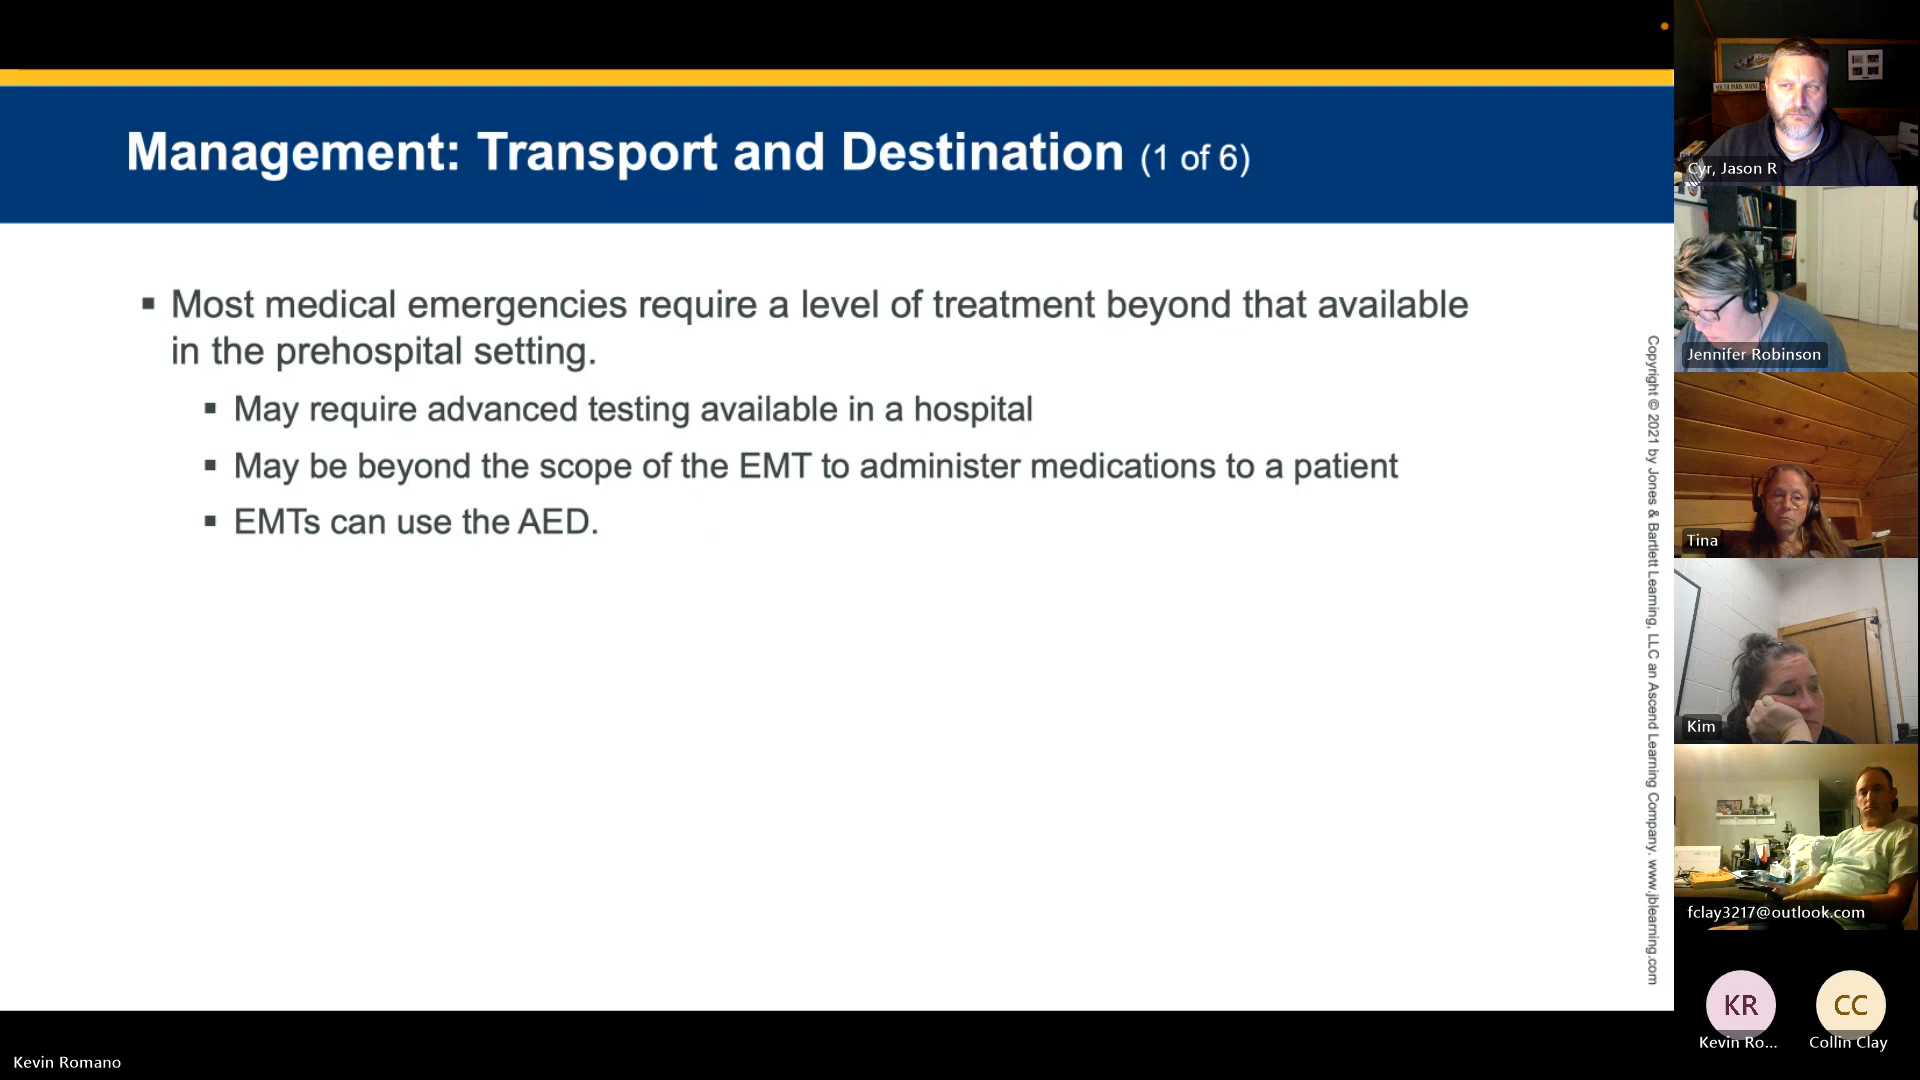 Management: Transport and Destination (1 of 6)
▪ Most medical emergencies require a level of treatment beyond that available
in the prehospital setting.
▪ May require advanced testing available in a hospital
▪ May be beyond the scope of the EMT to administer medications to a patient
▪ EMTs can use the AED.
Copyright © 2021 by Jones & Bartlett Learning, LLC an Ascend Learning Company. www.jblearning.com
Kevin Romano
SOUTH PARIS, MAINE
Cyr, Jason R
Jennifer Robinson
Tina
Kim
fclay3217@outlook.com
KR
Kevin Ro...
CC
Collin Clay